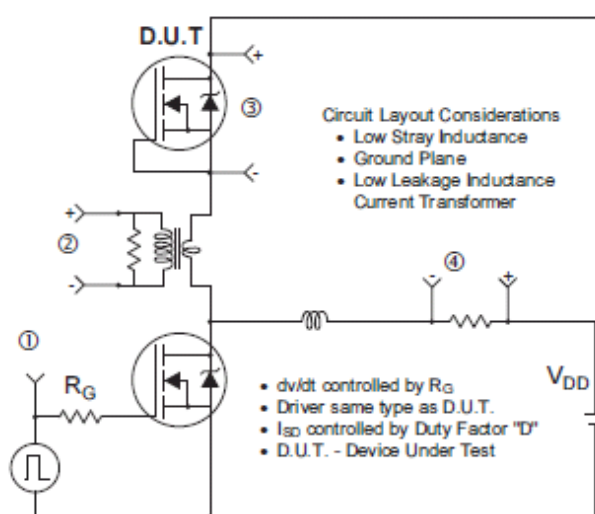 D.U.T
+
③
-
Circuit Layout Considerations
• Low Stray Inductance
• Ground Plane
• Low Leakage Inductance
Current Transformer
+
②
-
④
-
+
①
RG
VDD
• dv/dt controlled by RG
• Driver same type as D.U.T.
• ISD controlled by Duty Factor "D"
• D.U.T. - Device Under Test